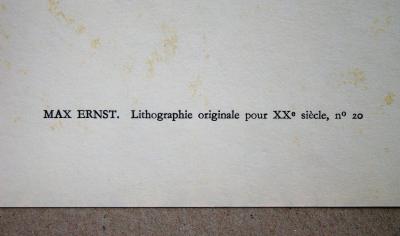 MAX ERNST. Lithographie originale pour XXe siècle, no 20